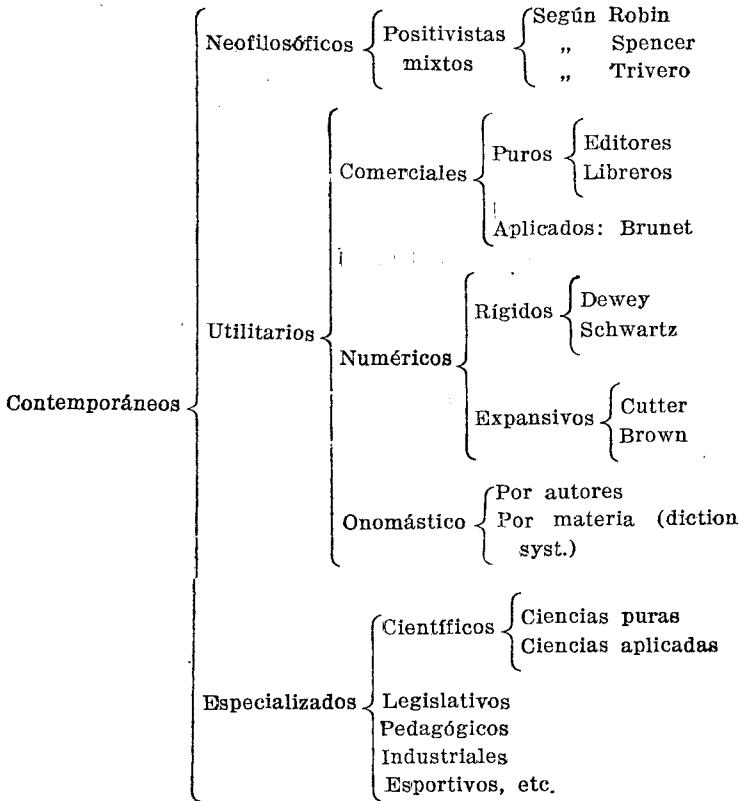 Neofilosóficos Positivistas mixtos Según Robin
„ Spencer
„ Trivero
Utilitarios
Comerciales
Puros
Editores
Libreros
Aplicados: Brunet
Numéricos
Rígidos
Dewey
Schwartz
Contemporáneos
Expansivos
Cutter
Brown
Onomástico
Por autores
Por materia (diction
syst.)
Especializados
Científicos
Ciencias puras
Ciencias aplicadas
Legislativos
Pedagógicos
Industriales
Esportivos, etc.